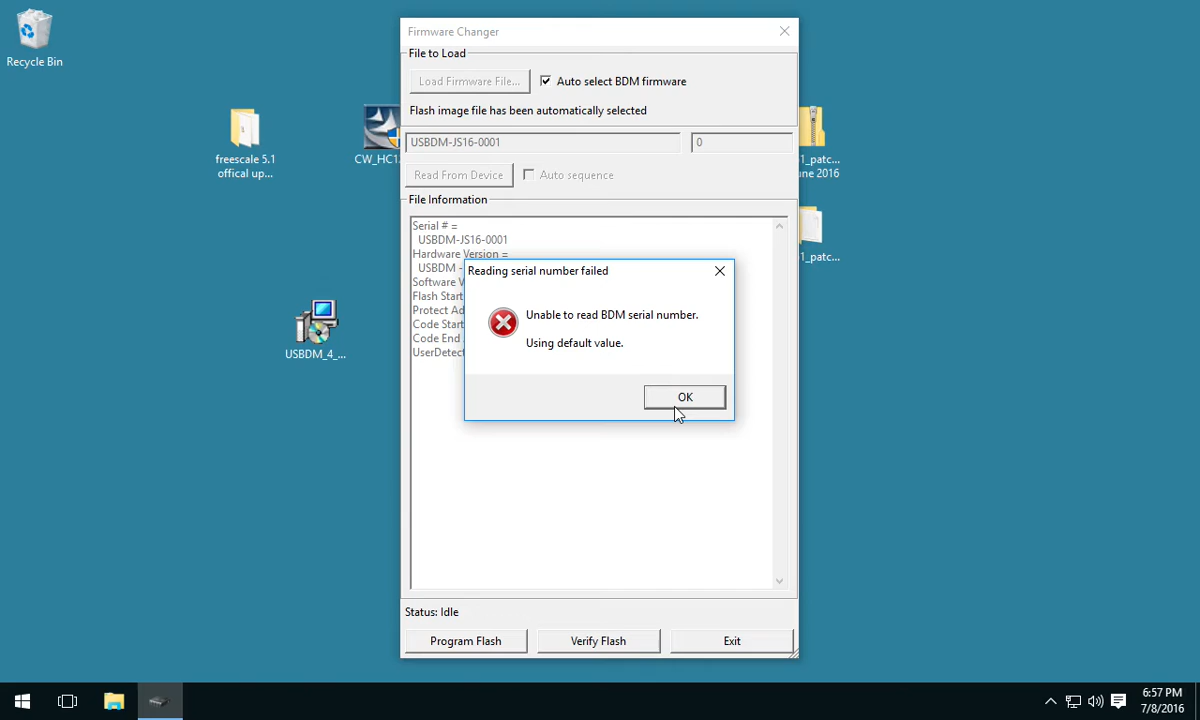 Recycle Bin
freescale 5.1
offical up...
CW_HC12
USBDM_4_...
1_patc...
une 2016
1_patc...
Firmware Changer
File to Load
Load Firmware File...
Auto select BDM firmware
Flash image file has been automatically selected
USBDM-JS16-0001
0
Read From Device
Auto sequence
File Information
Serial # =
USBDM-JS16-0001
Hardware Version =
USBDM -
Software V
Flash Start
Protect Ad
Code Start
Code End
UserDetect
Reading serial number failed
Unable to read BDM serial number.
Using default value.
OK
Status: Idle
Program Flash
Verify Flash
Exit
6:57 PM
7/8/2016